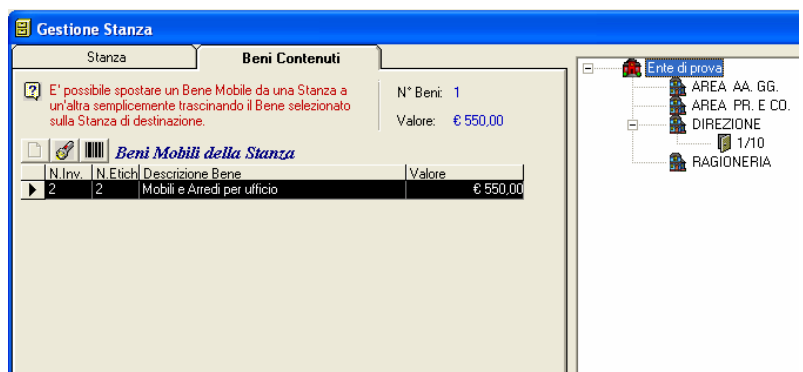 Gestione Stanza
Stanza
Beni Contenuti
E' possibile spostare un Bene Mobile da una Stanza a
un'altra semplicemente trascinando il Bene selezionato
sulla Stanza di destinazione.
N° Beni: 1
Valore: € 550,00
Beni Mobili della Stanza
N.Inv. N.Etich Descrizione Bene Valore
2 2 Mobili e Arredi per ufficio € 550,00
Ente di prova
AREA AA. GG.
AREA PR. E CO.
DIREZIONE
1/10
RAGIONERIA